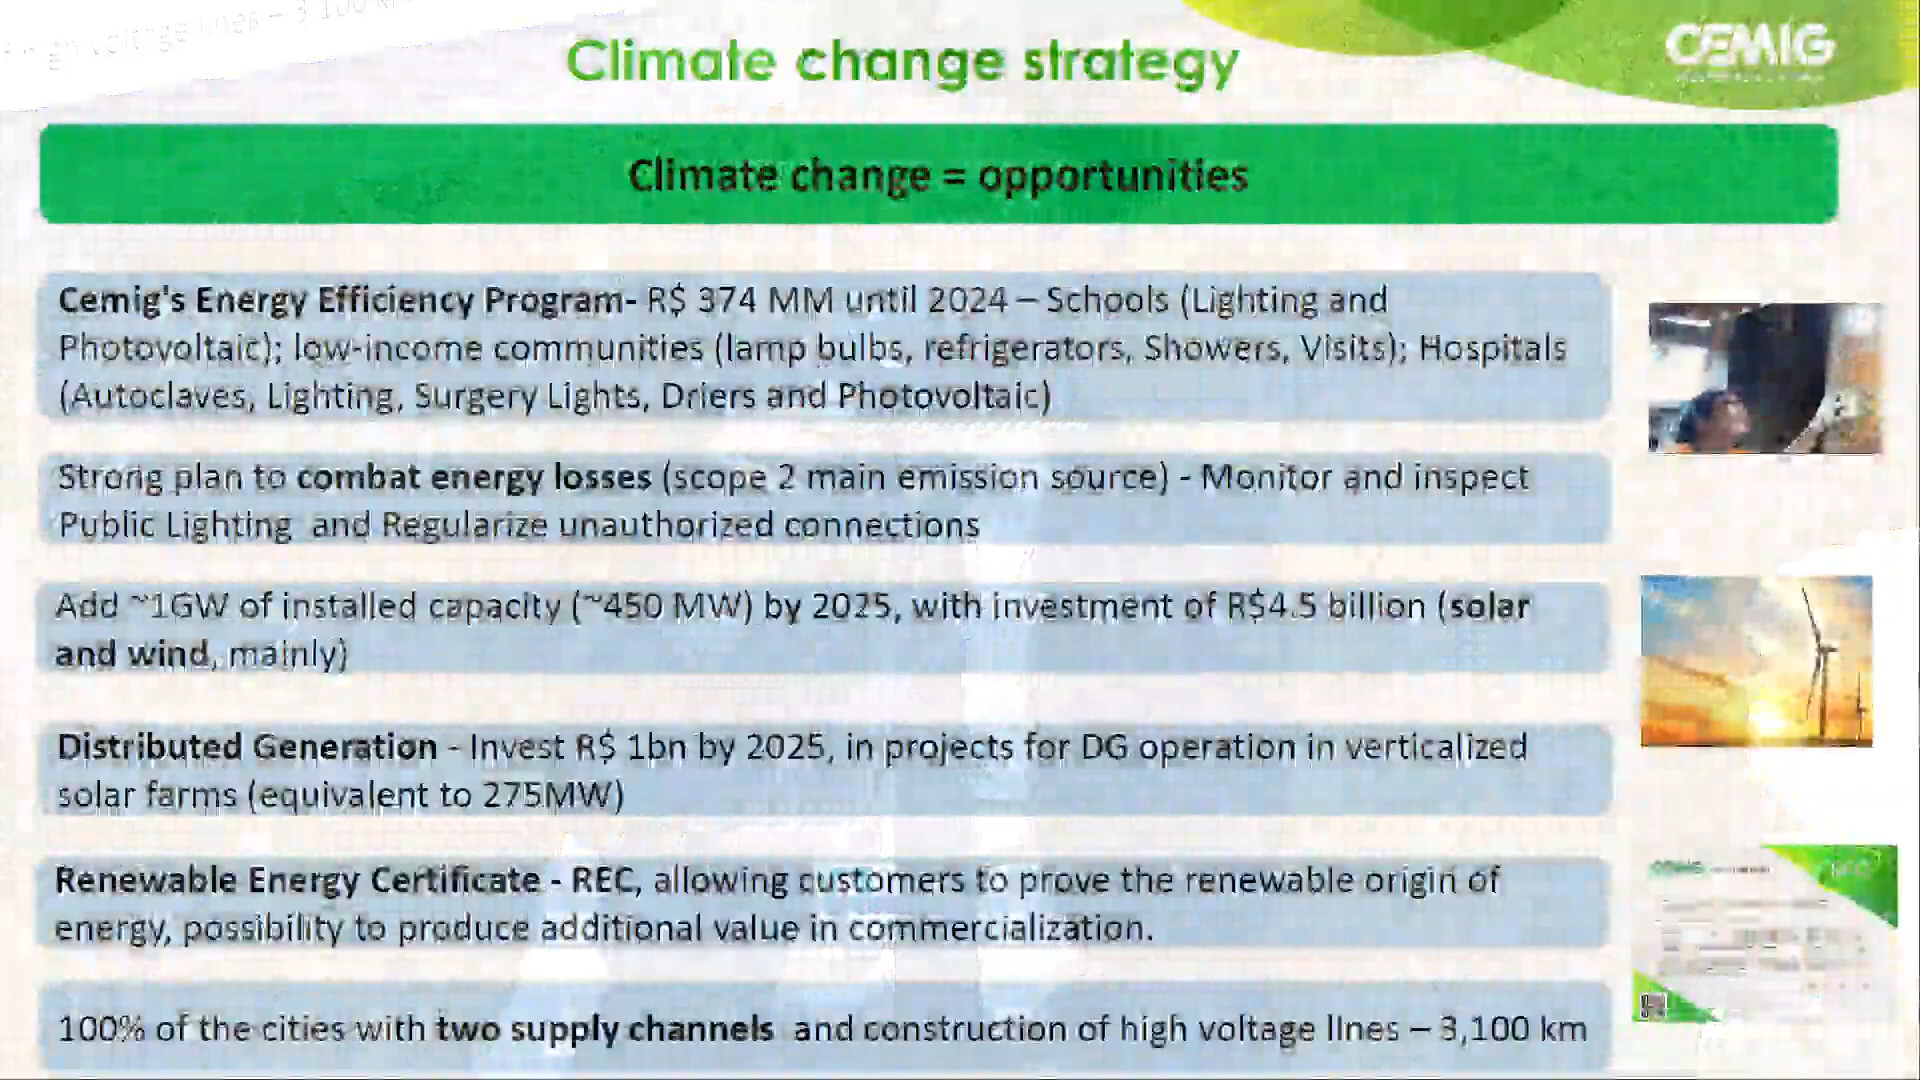 high voltage lines – 3,100 km
Climate change strategy
CEMIG
Climate change = opportunities
Cemig's Energy Efficiency Program- R$ 374 MM until 2024 – Schools (Lighting and
Photovoltaic); low-income communities (lamp bulbs, refrigerators, Showers, Visits); Hospitals
(Autoclaves, Lighting, Surgery Lights, Driers and Photovoltaic)
Strong plan to combat energy losses (scope 2 main emission source) - Monitor and inspect
Public Lighting and Regularize unauthorized connections
Add ~1GW of installed capacity (~450 MW) by 2025, with investment of R$4.5 billion (solar
and wind, mainly)
Distributed Generation - Invest R$ 1bn by 2025, in projects for DG operation in verticalized
solar farms (equivalent to 275MW)
Renewable Energy Certificate - REC, allowing customers to prove the renewable origin of
energy, possibility to produce additional value in commercialization.
100% of the cities with two supply channels and construction of high voltage lines – 3,100 km